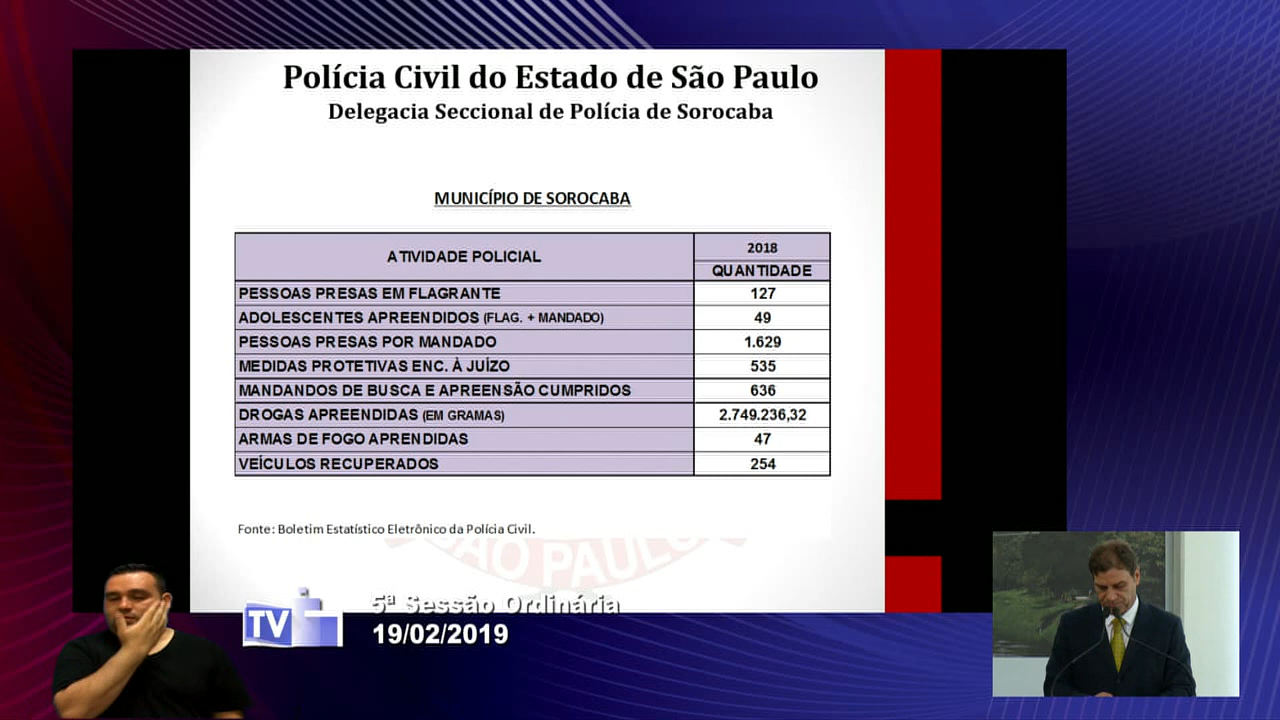 Polícia Civil do Estado de São Paulo
Delegacia Seccional de Polícia de Sorocaba
MUNICÍPIO DE SOROCABA
ATIVIDADE POLICIAL 2018
QUANTIDADE
PESSOAS PRESAS EM FLAGRANTE 127
ADOLESCENTES APREENDIDOS (FLAG. + MANDADO) 49
PESSOAS PRESAS POR MANDADO 1.629
MEDIDAS PROTETIVAS ENC. À JUÍZO 535
MANDANDOS DE BUSCA E APREENSÃO CUMPRIDOS 636
DROGAS APREENDIDAS (EM GRAMAS) 2.749.236,32
ARMAS DE FOGO APRENDIDAS 47
VEÍCULOS RECUPERADOS 254
Fonte: Boletim Estatístico Eletrônico da Polícia Civil.
SÃO PAULO
TV
5ª Sessão Ordinária
19/02/2019